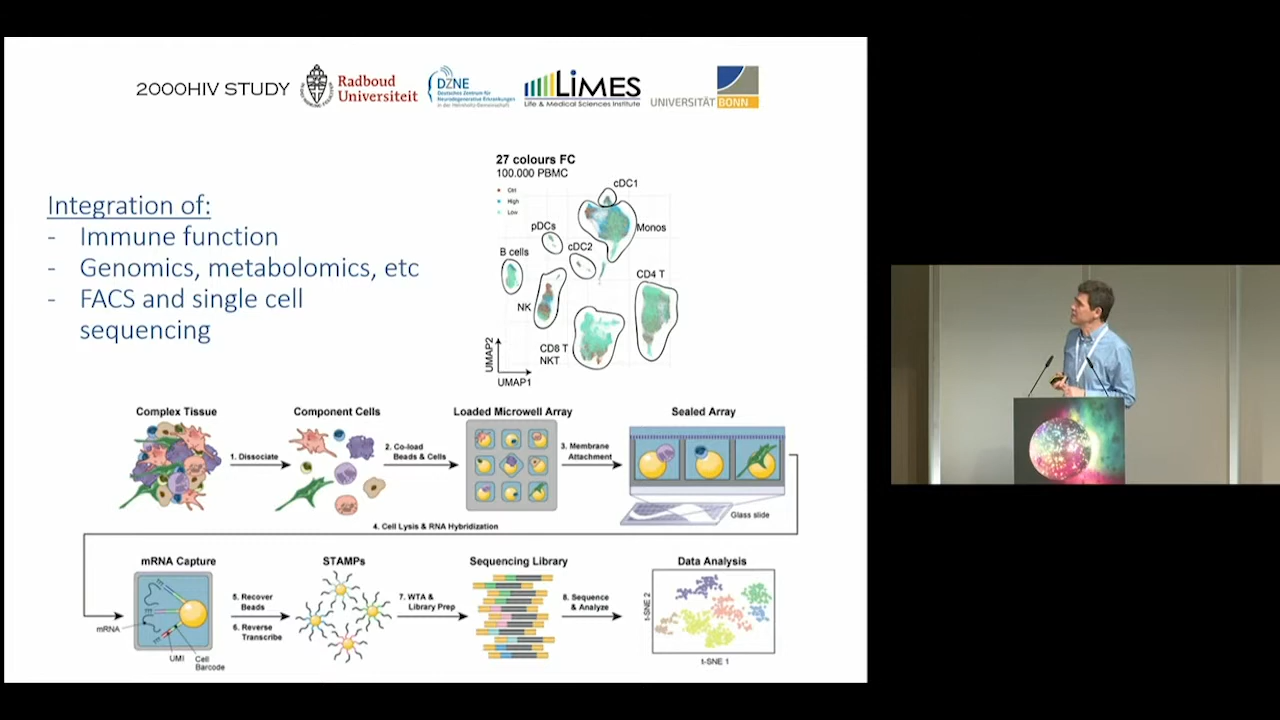 2000HIV STUDY
Radboud
Universiteit
DZNE
Deutsches Zentrum für
Neurodegenerative Erkrankungen
in der Helmholtz-Gemeinschaft
LIMES
Life & Medical Sciences Institute
UNIVERSITÄT BONN
27 colours FC
100.000 PBMC
Ctrl
High
Low
cDC1
Monos
pDCs
cDC2
B cells
CD4 T
NK
CD8 T
NKT
UMAP2
UMAP1
Integration of:
- Immune function
- Genomics, metabolomics, etc
- FACS and single cell
sequencing
Complex Tissue
Component Cells
Loaded Microwell Array
Sealed Array
1. Dissociate
2. Co-load
Beads & Cells
3. Membrane
Attachment
Glass slide
4. Cell Lysis & RNA Hybridization
mRNA Capture
STAMPs
Sequencing Library
Data Analysis
5. Recover
Beads
6. Reverse
Transcribe
7. WTA &
Library Prep
8. Sequence
& Analyze
mRNA
UMI
Cell
Barcode
t-SNE 2
t-SNE 1